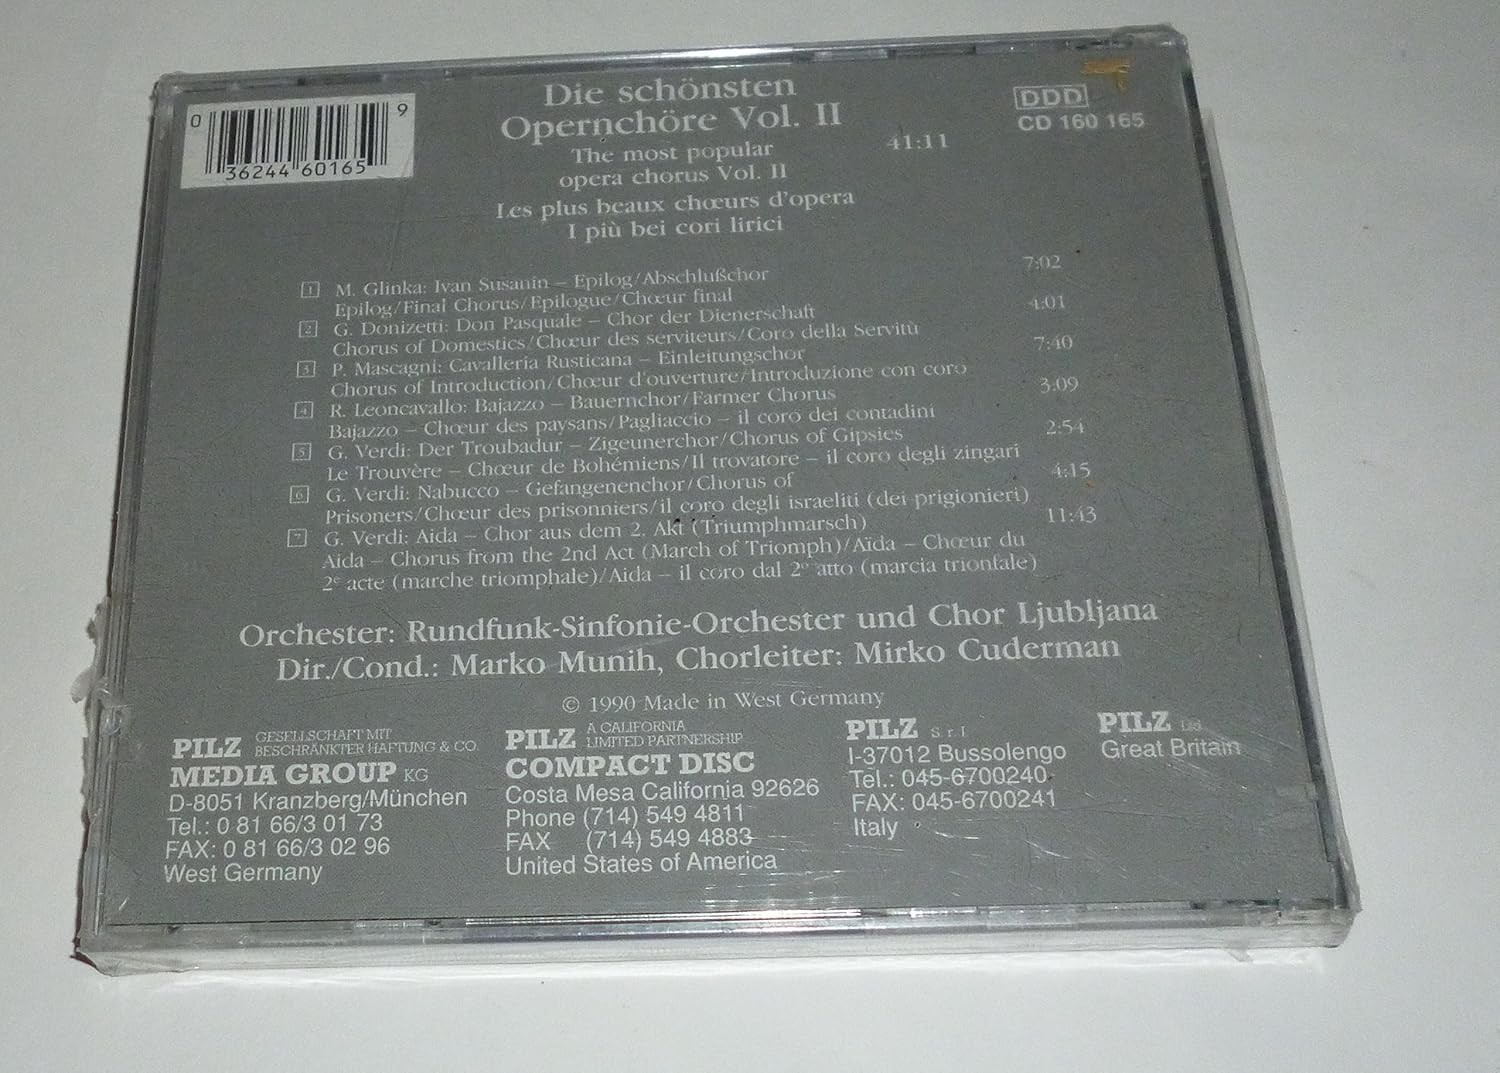 0 36244 60165 9
Die schönsten
Opernchöre Vol. II
The most popular
opera chorus Vol. II
Les plus beaux chœurs d'opera
I più bei cori lirici
41:11
DDD
CD 160 165
1 M. Glinka: Ivan Susanin – Epilog/Abschlußchor 7:02
Epilog/Final Chorus/Epilogue/Chœur final
2 G. Donizetti: Don Pasquale – Chor der Dienerschaft 4:01
Chorus of Domestics/Chœur des serviteurs/Coro della Servitù
3 P. Mascagni: Cavalleria Rusticana – Einleitungschor 7:40
Chorus of Introduction/Chœur d'ouverture/Introduzione con coro
4 R. Leoncavallo: Bajazzo – Bauernchor/Farmer Chorus 3:09
Bajazzo – Chœur des paysans/Pagliaccio – il coro dei contadini
5 G. Verdi: Der Troubadur – Zigeunerchor/Chorus of Gipsies 2:54
Le Trouvère – Chœur de Bohémiens/Il trovatore – il coro degli zingari
6 G. Verdi: Nabucco – Gefangenenchor/Chorus of 4:15
Prisoners/Chœur des prisonniers/il coro degli israeliti (dei prigionieri)
7 G. Verdi: Aida – Chor aus dem 2. Akt (Triumphmarsch) 11:43
Aida – Chorus from the 2nd Act (March of Triomph)/Aïda – Chœur du
2e acte (marche triomphale)/Aida – il coro dal 2° atto (marcia trionfale)
Orchester: Rundfunk-Sinfonie-Orchester und Chor Ljubljana
Dir./Cond.: Marko Munih, Chorleiter: Mirko Cuderman
© 1990 Made in West Germany
PILZ GESELLSCHAFT MIT
BESCHRÄNKTER HAFTUNG & CO.
MEDIA GROUP KG
D-8051 Kranzberg/München
Tel.: 0 81 66/3 01 73
FAX: 0 81 66/3 02 96
West Germany
PILZ A CALIFORNIA
LIMITED PARTNERSHIP
COMPACT DISC
Costa Mesa California 92626
Phone (714) 549 4811
FAX (714) 549 4883
United States of America
PILZ S.r.l
I-37012 Bussolengo
Tel.: 045-6700240
FAX: 045-6700241
Italy
PILZ Ltd.
Great Britain